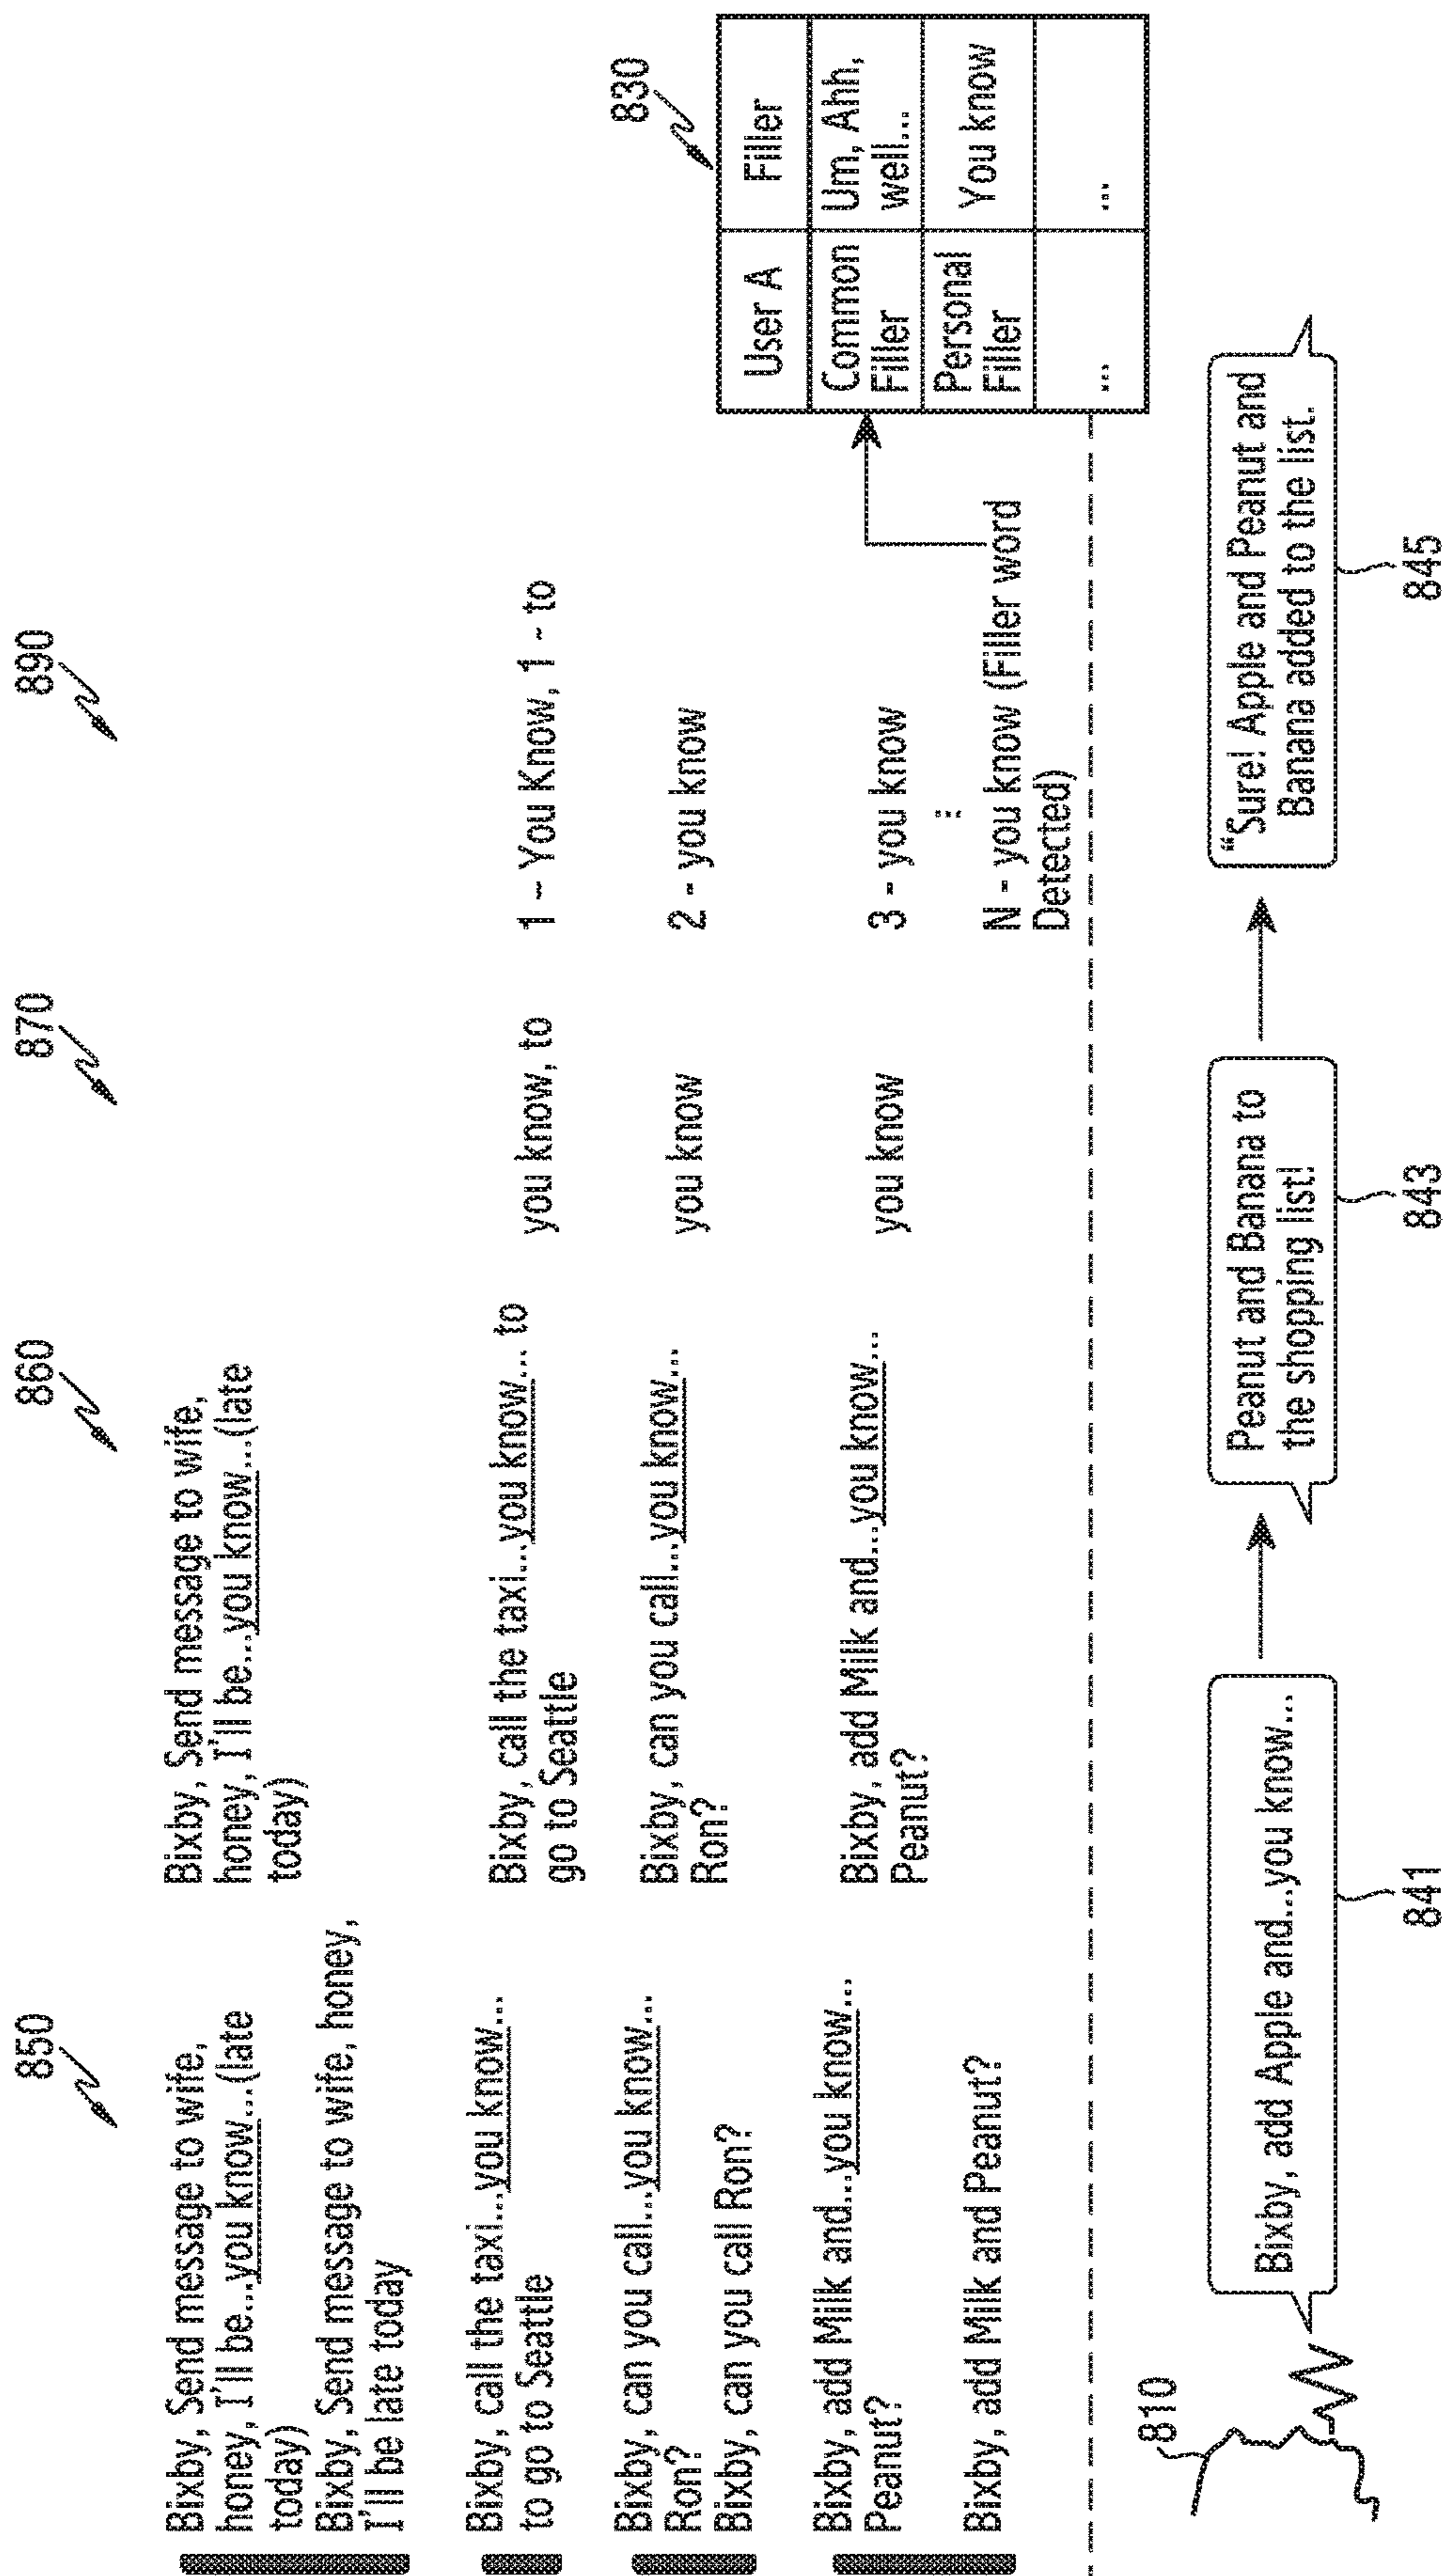 850
Bixby, Send message to wife,
honey, I'll be...you know...(late
today)
Bixby, Send message to wife, honey,
I'll be late today
Bixby, call the taxi...you know...
to go to Seattle
Bixby, can you call...you know...
Ron?
Bixby, can you call Ron?
Bixby, add Milk and...you know...
Peanut?
Bixby, add Milk and Peanut?
860
Bixby, Send message to wife,
honey, I'll be...you know...(late
today)
Bixby, call the taxi...you know... to
go to Seattle
Bixby, can you call...you know...
Ron?
Bixby, add Milk and...you know...
Peanut?
870
you know, to
you know
you know
890
1 - You Know, 1 - to
2 - you know
3 - you know
...
N - you know (Filler word
Detected)
830
User A Filler
Common Filler Um, Ahh, well...
Personal Filler You know
... ...
810
Bixby, add Apple and...you know...
841
Peanut and Banana to
the shopping list!
843
"Sure! Apple and Peanut and
Banana added to the list.
845